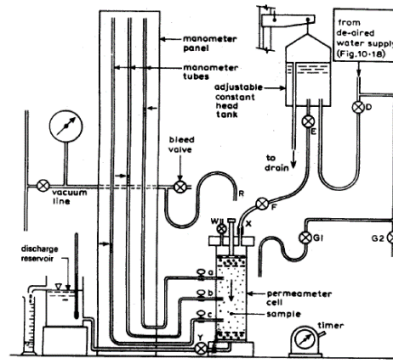 manometer
panel
manometer
tubes
adjustable
constant
head
tank
from
de-aired
water supply
(Fig.10·18)
D
E
to
drain
bleed
valve
R
vacuum
line
F
X
W
G1
G2
discharge
reservoir
a
b
c
permeameter
cell
sample
timer
Y